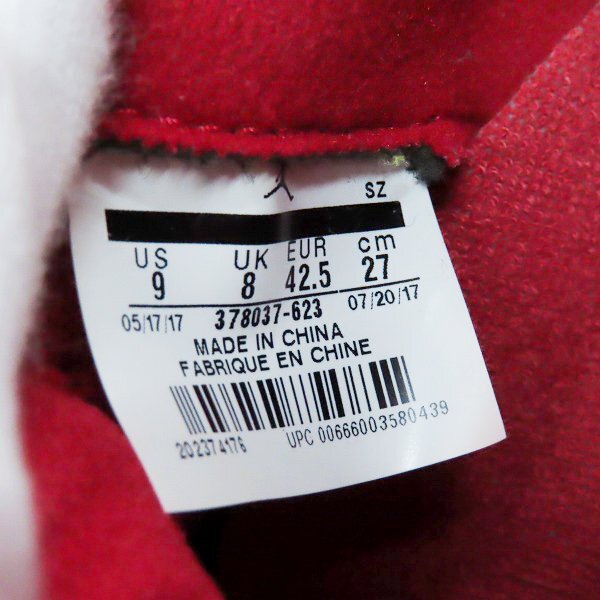 SZ
US UK EUR cm
9 8 42.5 27
05/17/17 378037-623 07/20/17
MADE IN CHINA
FABRIQUE EN CHINE
202374176 UPC 00666003580439